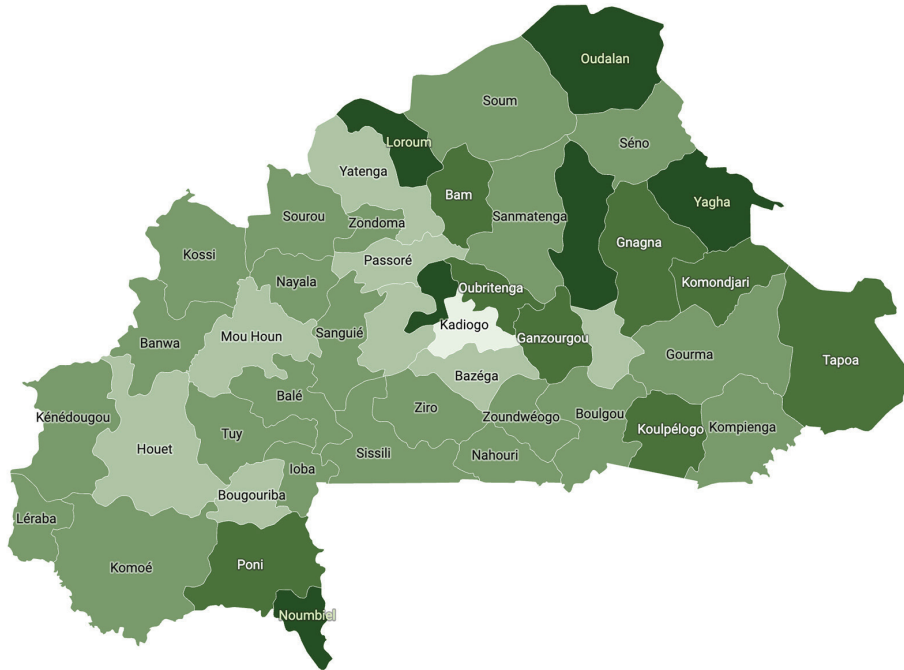 Oudalan
Soum
Séno
Loroum
Yatenga
Bam
Yagha
Sourou
Zondoma
Sanmatenga
Gnagna
Kossi
Passoré
Nayala
Oubritenga
Komondjari
Mou Houn
Sanguié
Kadiogo
Ganzourgou
Banwa
Gourma
Tapoa
Bazéga
Balé
Ziro
Zoundwéogo
Boulgou
Kénédougou
Tuy
Koulpélogo
Kompienga
Houet
Sissili
Nahouri
Ioba
Bougouriba
Léraba
Komoé
Poni
Noumbiel